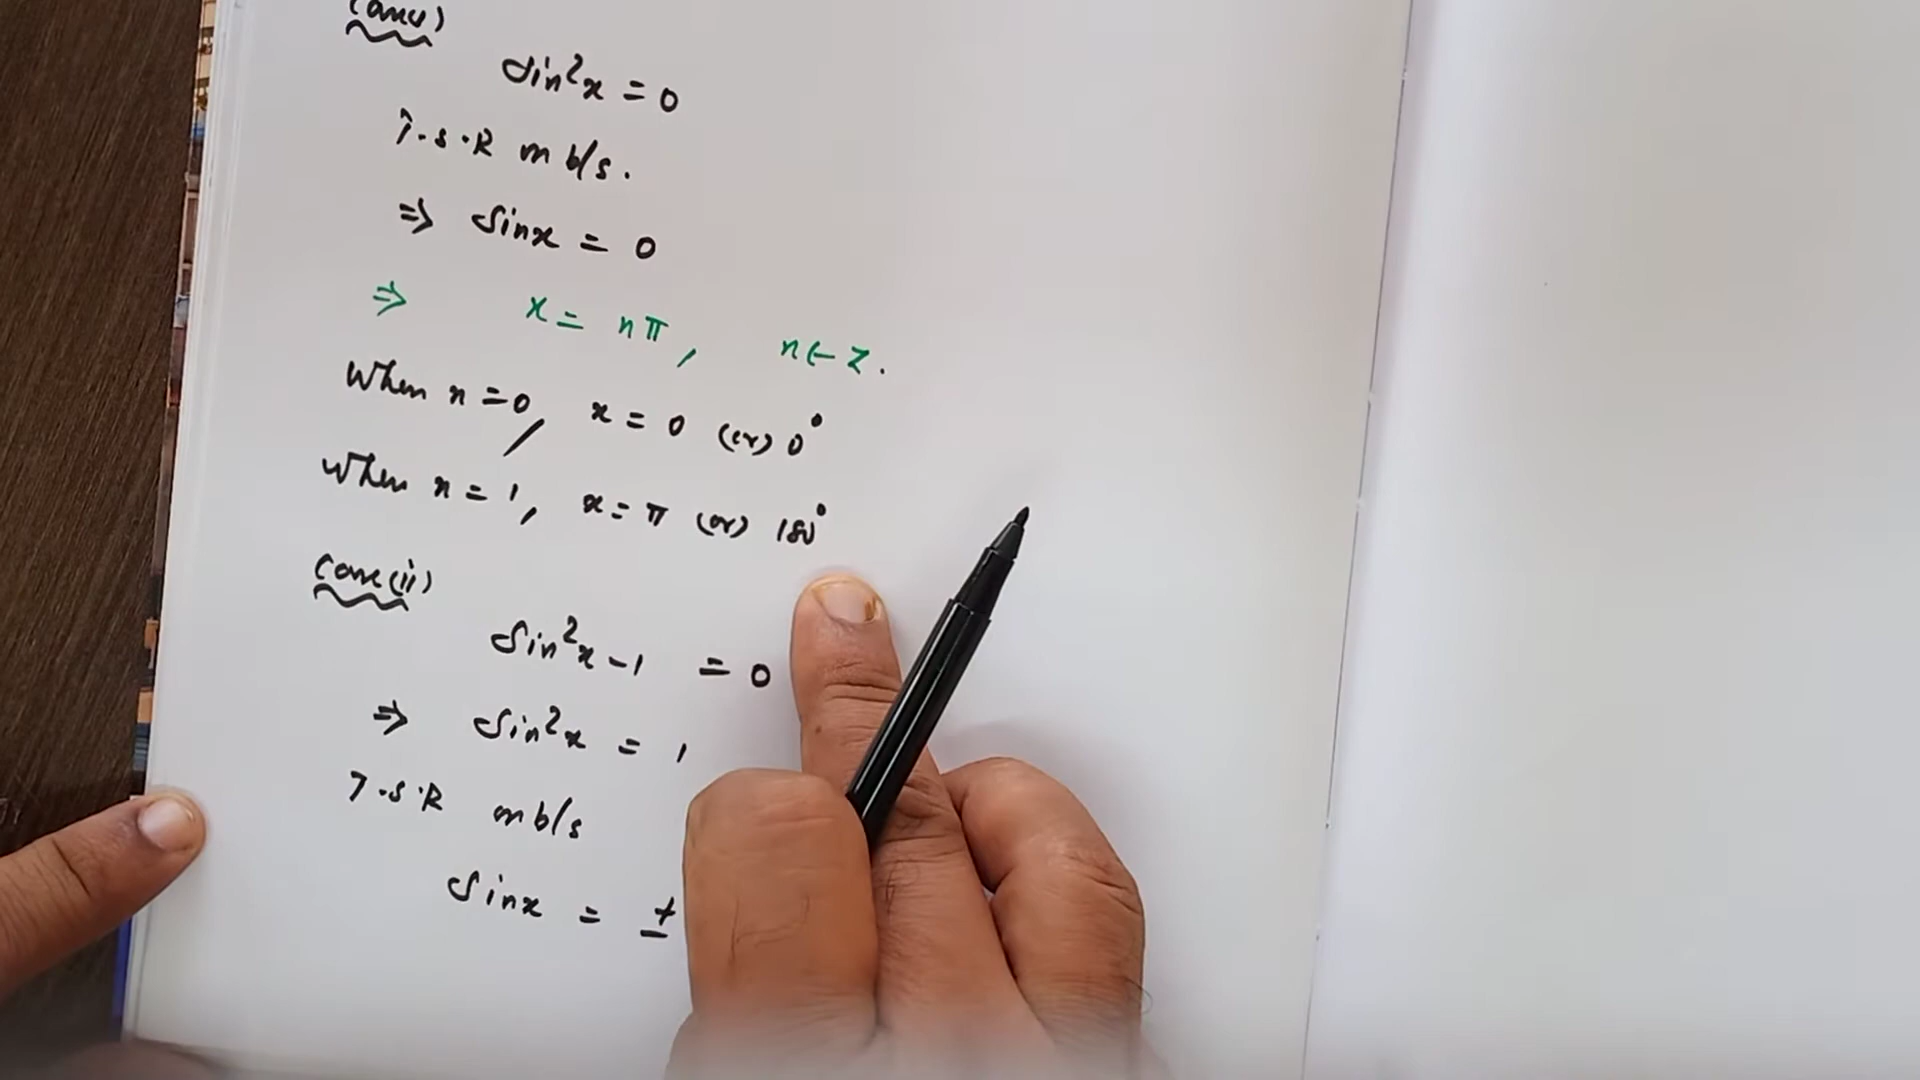 Case(i)
Sin²x = 0
T.S.R on b/s.
⇒ Sinx = 0
⇒ x = nπ, n ∈ Z.
When n = 0, x = 0 (or) 0°
When n = 1, x = π (or) 180°
Case(ii)
Sin²x - 1 = 0
⇒ Sin²x = 1
T.S.R on b/s
Sinx = ±